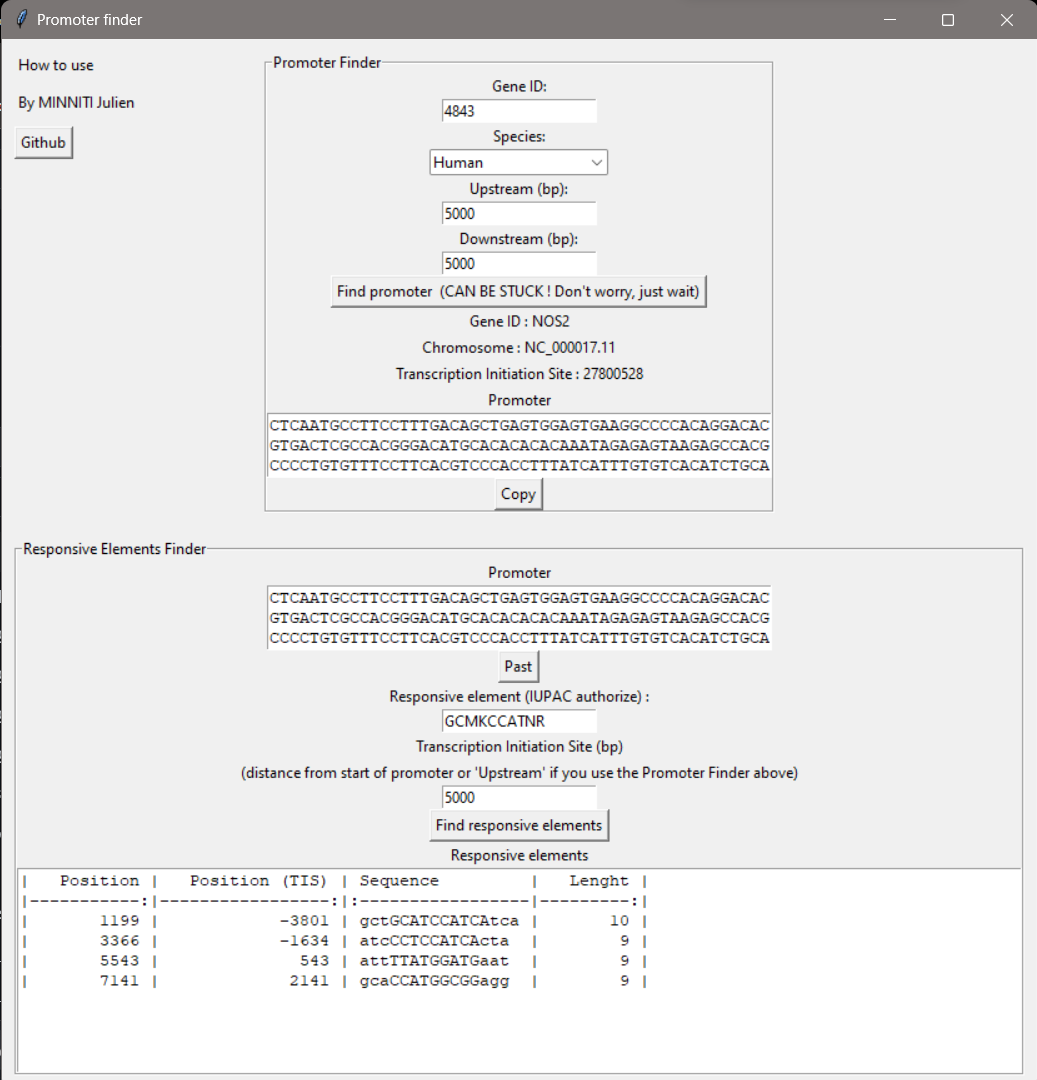 Promoter finder
How to use
By MINNITI Julien
Github
Promoter Finder
Gene ID:
4843
Species:
Human
Upstream (bp):
5000
Downstream (bp):
5000
Find promoter  (CAN BE STUCK ! Don't worry, just wait)
Gene ID : NOS2
Chromosome : NC_000017.11
Transcription Initiation Site : 27800528
Promoter
CTCAATGCCTTCCTTTGACAGCTGAGTGGAGTGAAGGCCCCACAGGACAC
GTGACTCGCCACGGGACATGCACACACACAAATAGAGAGTAAGAGCCACG
CCCCTGTGTTTCCTTCACGTCCCACCTTTATCATTTGTGTCACATCTGCA
Copy
Responsive Elements Finder
Promoter
CTCAATGCCTTCCTTTGACAGCTGAGTGGAGTGAAGGCCCCACAGGACAC
GTGACTCGCCACGGGACATGCACACACACAAATAGAGAGTAAGAGCCACG
CCCCTGTGTTTCCTTCACGTCCCACCTTTATCATTTGTGTCACATCTGCA
Past
Responsive element (IUPAC authorize) :
GCMKCCATNR
Transcription Initiation Site (bp)
(distance from start of promoter or 'Upstream' if you use the Promoter Finder above)
5000
Find responsive elements
Responsive elements
|   Position |   Position (TIS) | Sequence         |   Lenght |
|-----------:|-----------------:|:-----------------|---------:|
|       1199 |            -3801 | gctGCATCCATCAtca |       10 |
|       3366 |            -1634 | atcCCTCCATCActa  |        9 |
|       5543 |              543 | attTTATGGATGaat  |        9 |
|       7141 |             2141 | gcaCCATGGCGGagg  |        9 |